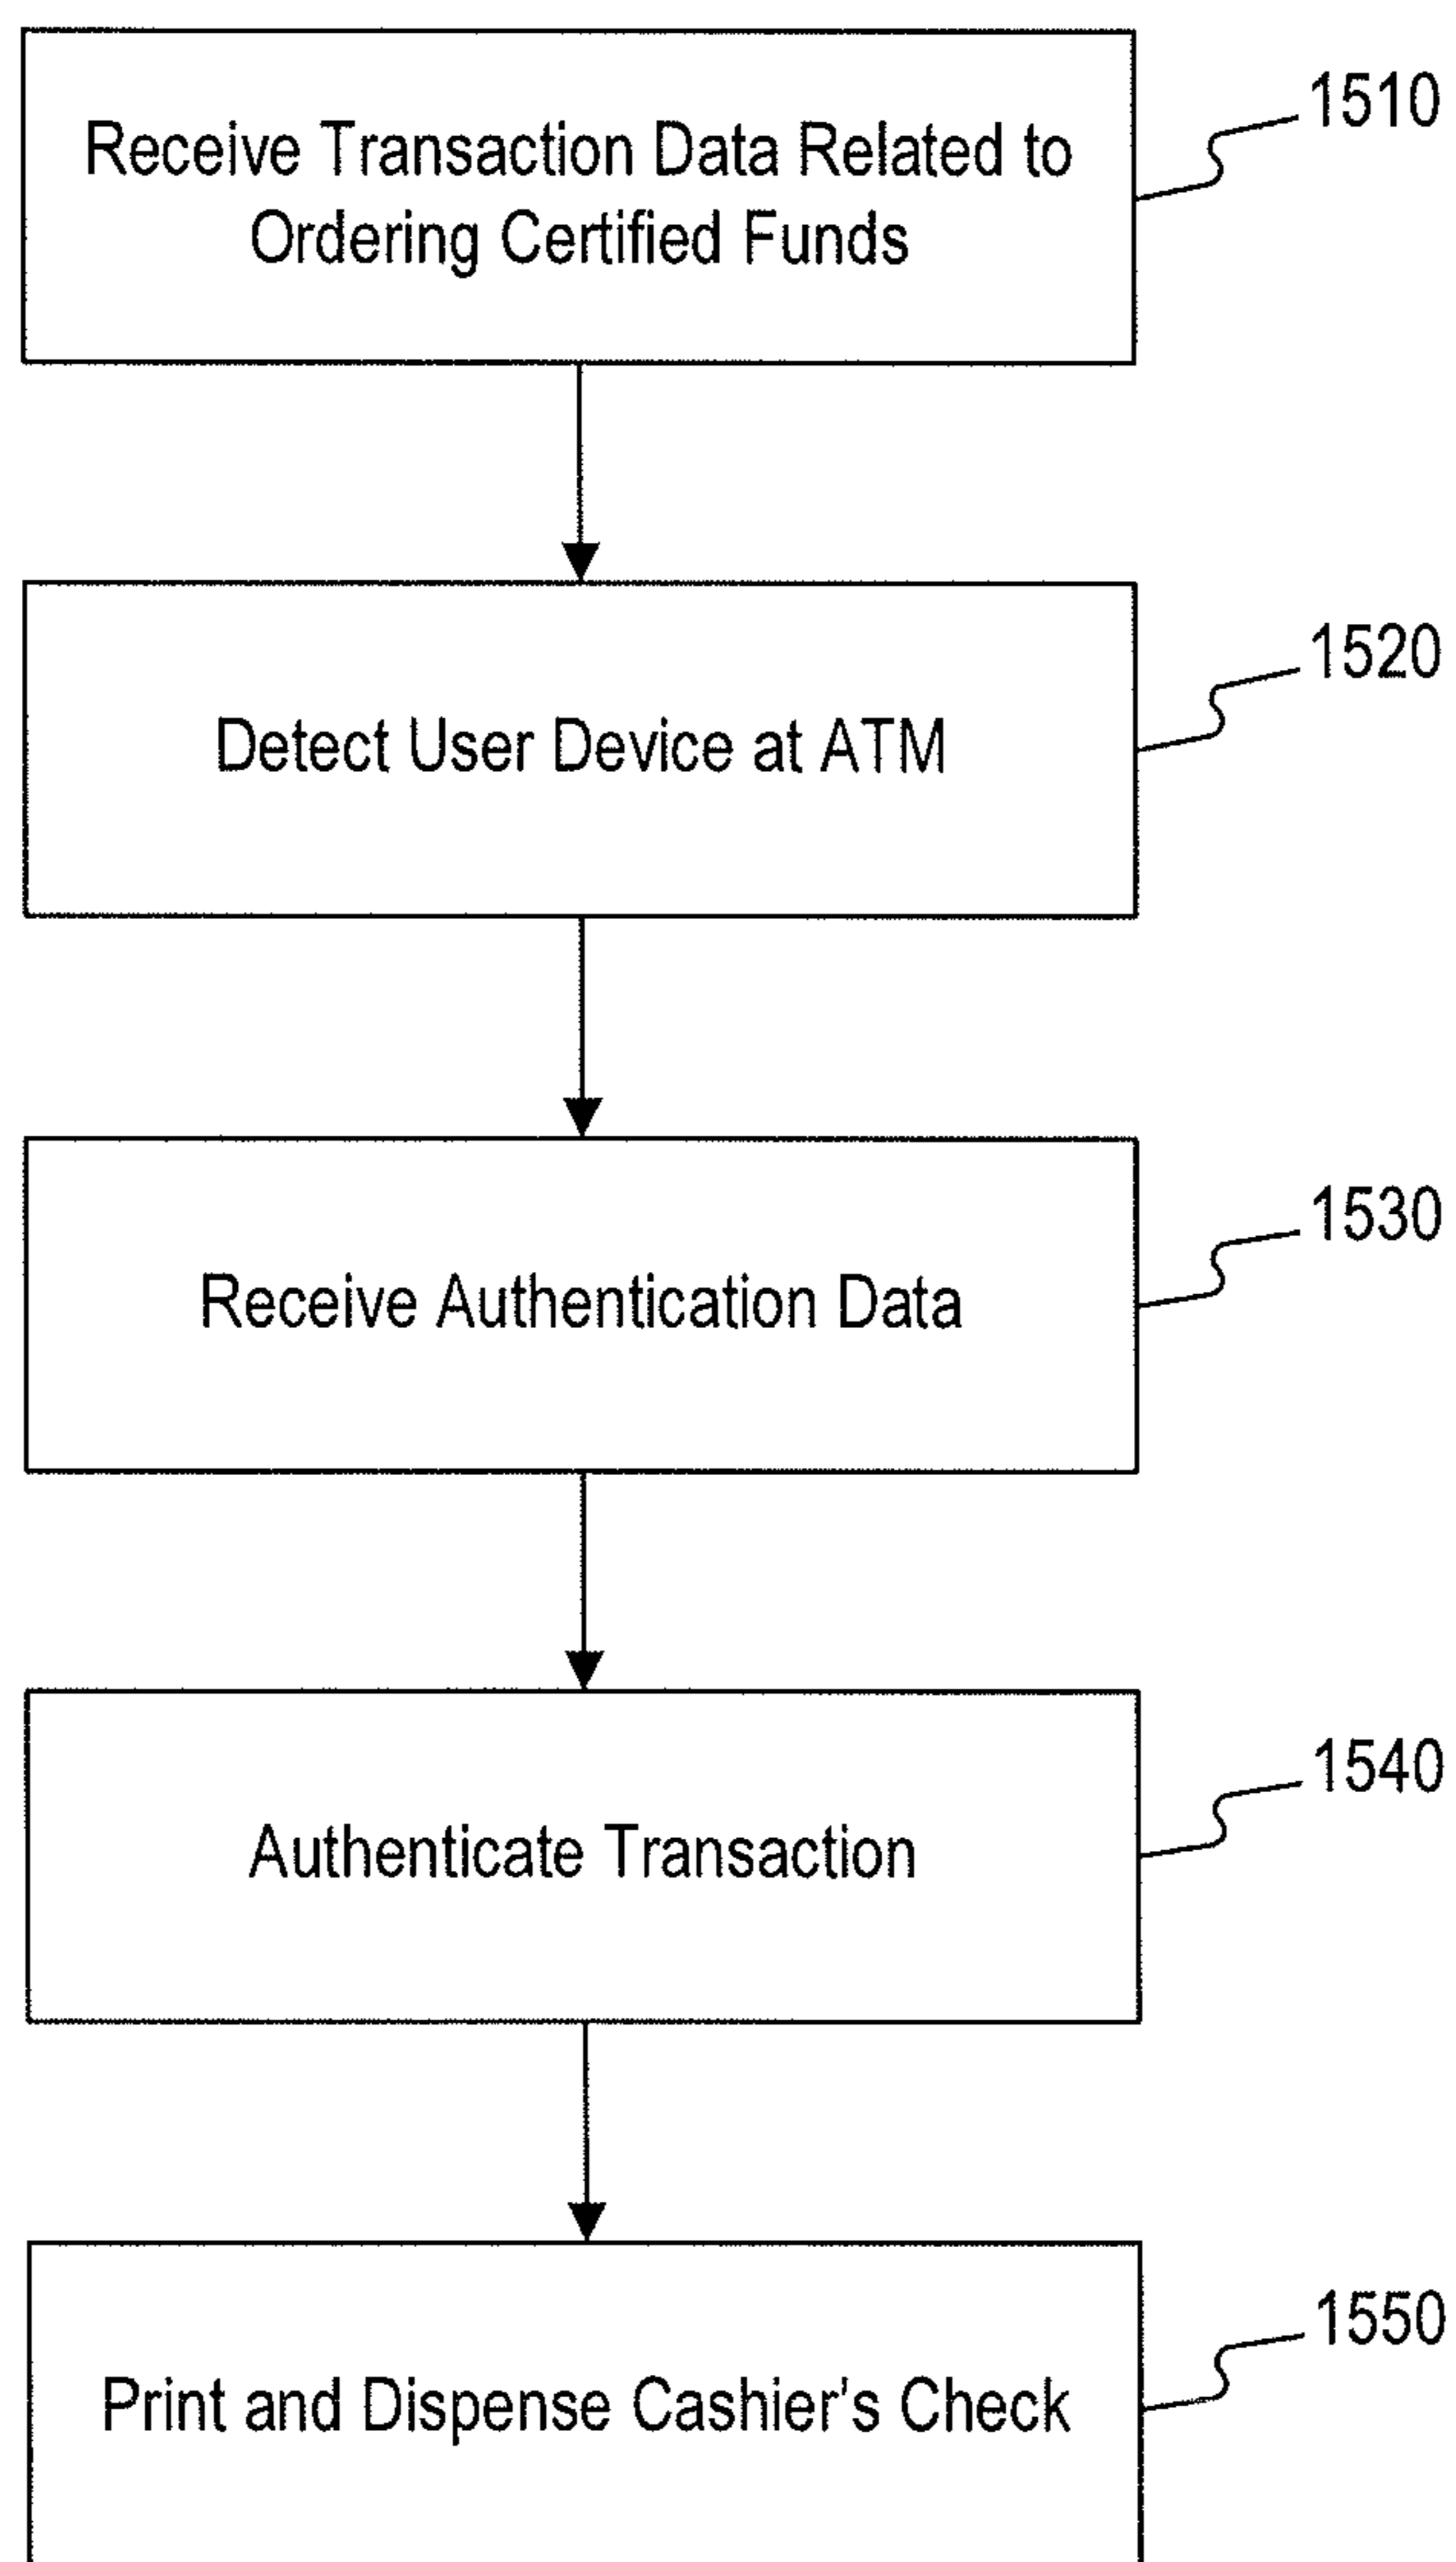 Receive Transaction Data Related to
Ordering Certified Funds
1510
Detect User Device at ATM
1520
Receive Authentication Data
1530
Authenticate Transaction
1540
Print and Dispense Cashier's Check
1550